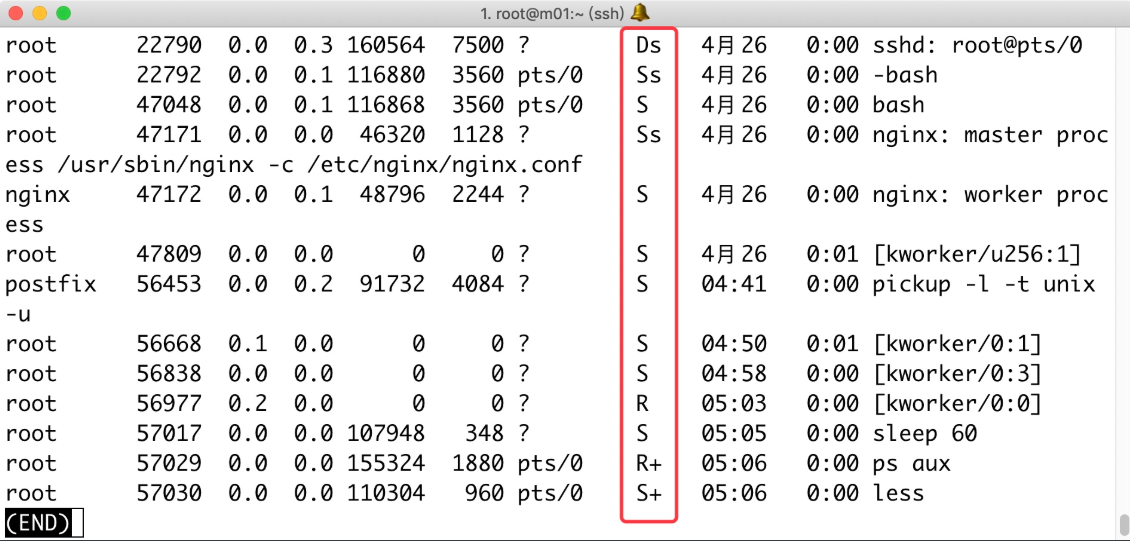 1. root@m01:~ (ssh) 🔔
root 22790 0.0 0.3 160564 7500 ? Ds 4月26 0:00 sshd: root@pts/0
root 22792 0.0 0.1 116880 3560 pts/0 Ss 4月26 0:00 -bash
root 47048 0.0 0.1 116868 3560 pts/0 S 4月26 0:00 bash
root 47171 0.0 0.0 46320 1128 ? Ss 4月26 0:00 nginx: master proc
ess /usr/sbin/nginx -c /etc/nginx/nginx.conf
nginx 47172 0.0 0.1 48796 2244 ? S 4月26 0:00 nginx: worker proc
ess
root 47809 0.0 0.0 0 0 ? S 4月26 0:01 [kworker/u256:1]
postfix 56453 0.0 0.2 91732 4084 ? S 04:41 0:00 pickup -l -t unix
-u
root 56668 0.1 0.0 0 0 ? S 04:50 0:01 [kworker/0:1]
root 56838 0.0 0.0 0 0 ? S 04:58 0:00 [kworker/0:3]
root 56977 0.2 0.0 0 0 ? R 05:03 0:00 [kworker/0:0]
root 57017 0.0 0.0 107948 348 ? S 05:05 0:00 sleep 60
root 57029 0.0 0.0 155324 1880 pts/0 R+ 05:06 0:00 ps aux
root 57030 0.0 0.0 110304 960 pts/0 S+ 05:06 0:00 less
(END)